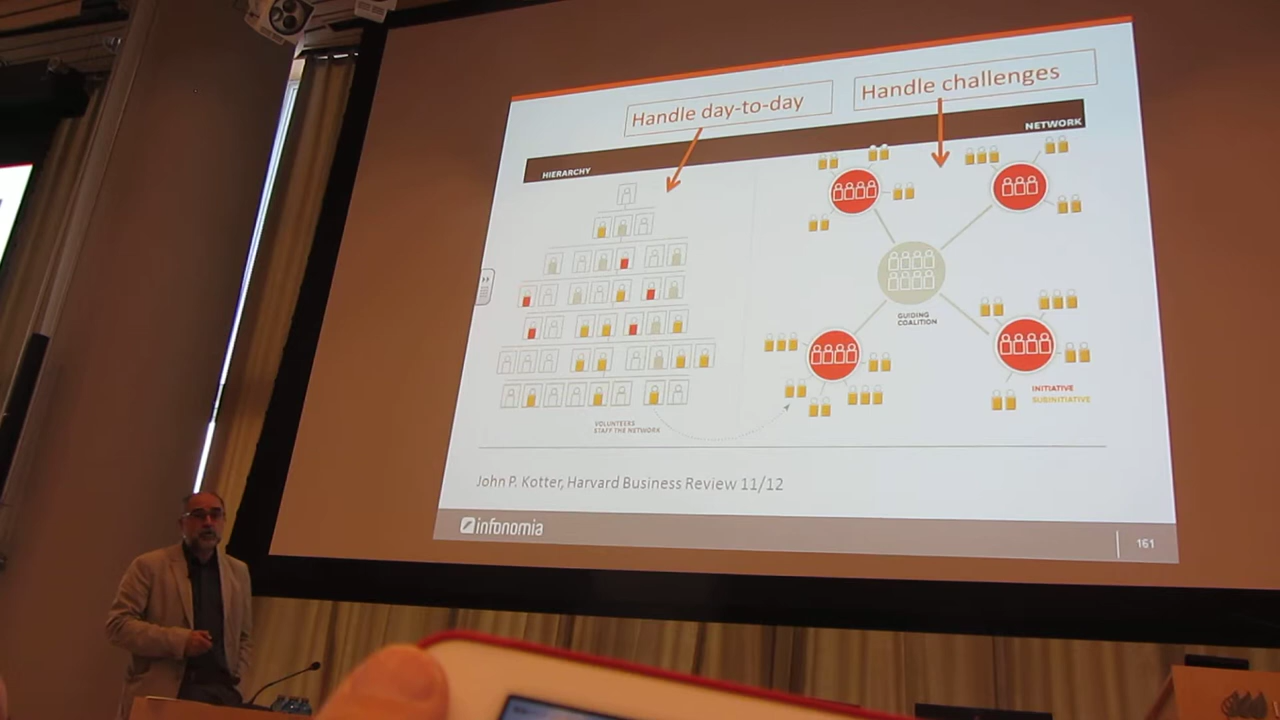 Handle day-to-day
Handle challenges
HIERARCHY
NETWORK
GUIDING
COALITION
INITIATIVE
SUBINITIATIVE
VOLUNTEERS
STAFF THE NETWORK
John P. Kotter, Harvard Business Review 11/12
infonomia
161